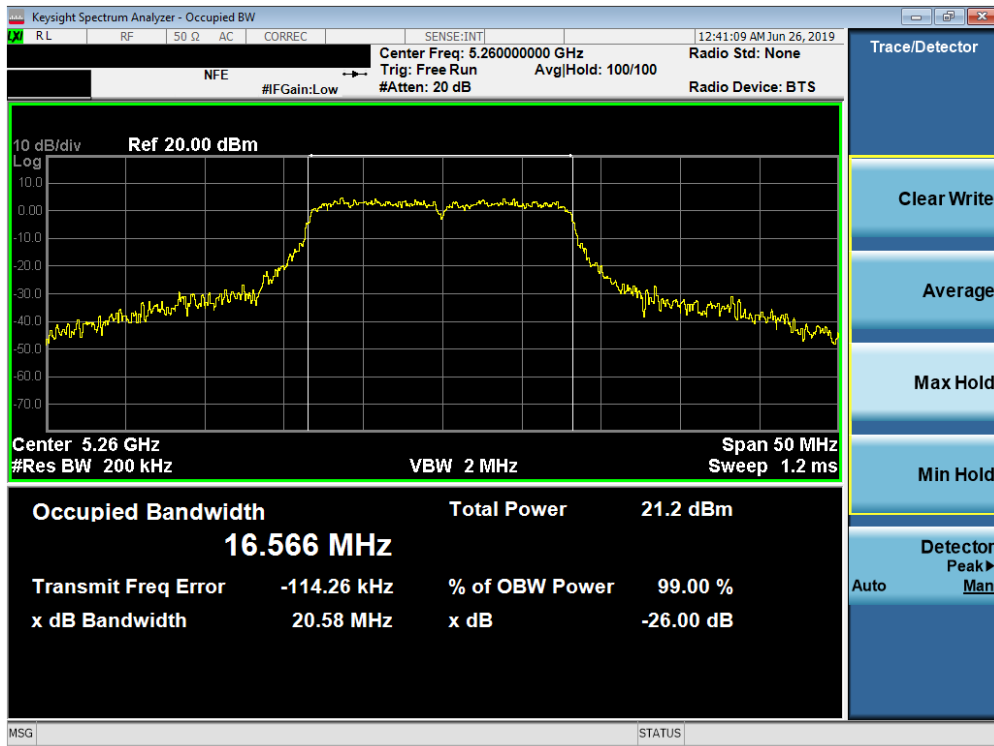 Keysight Spectrum Analyzer - Occupied BW
LXI RL RF 50 Ω AC CORREC SENSE:INT 12:41:09 AM Jun 26, 2019
Center Freq: 5.260000000 GHz Radio Std: None
NFE Trig: Free Run Avg|Hold: 100/100
#IFGain:Low #Atten: 20 dB Radio Device: BTS
Trace/Detector
10 dB/div Ref 20.00 dBm
Log
10.0
0.00
-10.0
-20.0
-30.0
-40.0
-50.0
-60.0
-70.0
Center 5.26 GHz Span 50 MHz
#Res BW 200 kHz VBW 2 MHz Sweep 1.2 ms
Occupied Bandwidth Total Power 21.2 dBm
16.566 MHz
Transmit Freq Error -114.26 kHz % of OBW Power 99.00 %
x dB Bandwidth 20.58 MHz x dB -26.00 dB
Clear Write
Average
Max Hold
Min Hold
Detector
Peak▶
Auto Man
MSG STATUS